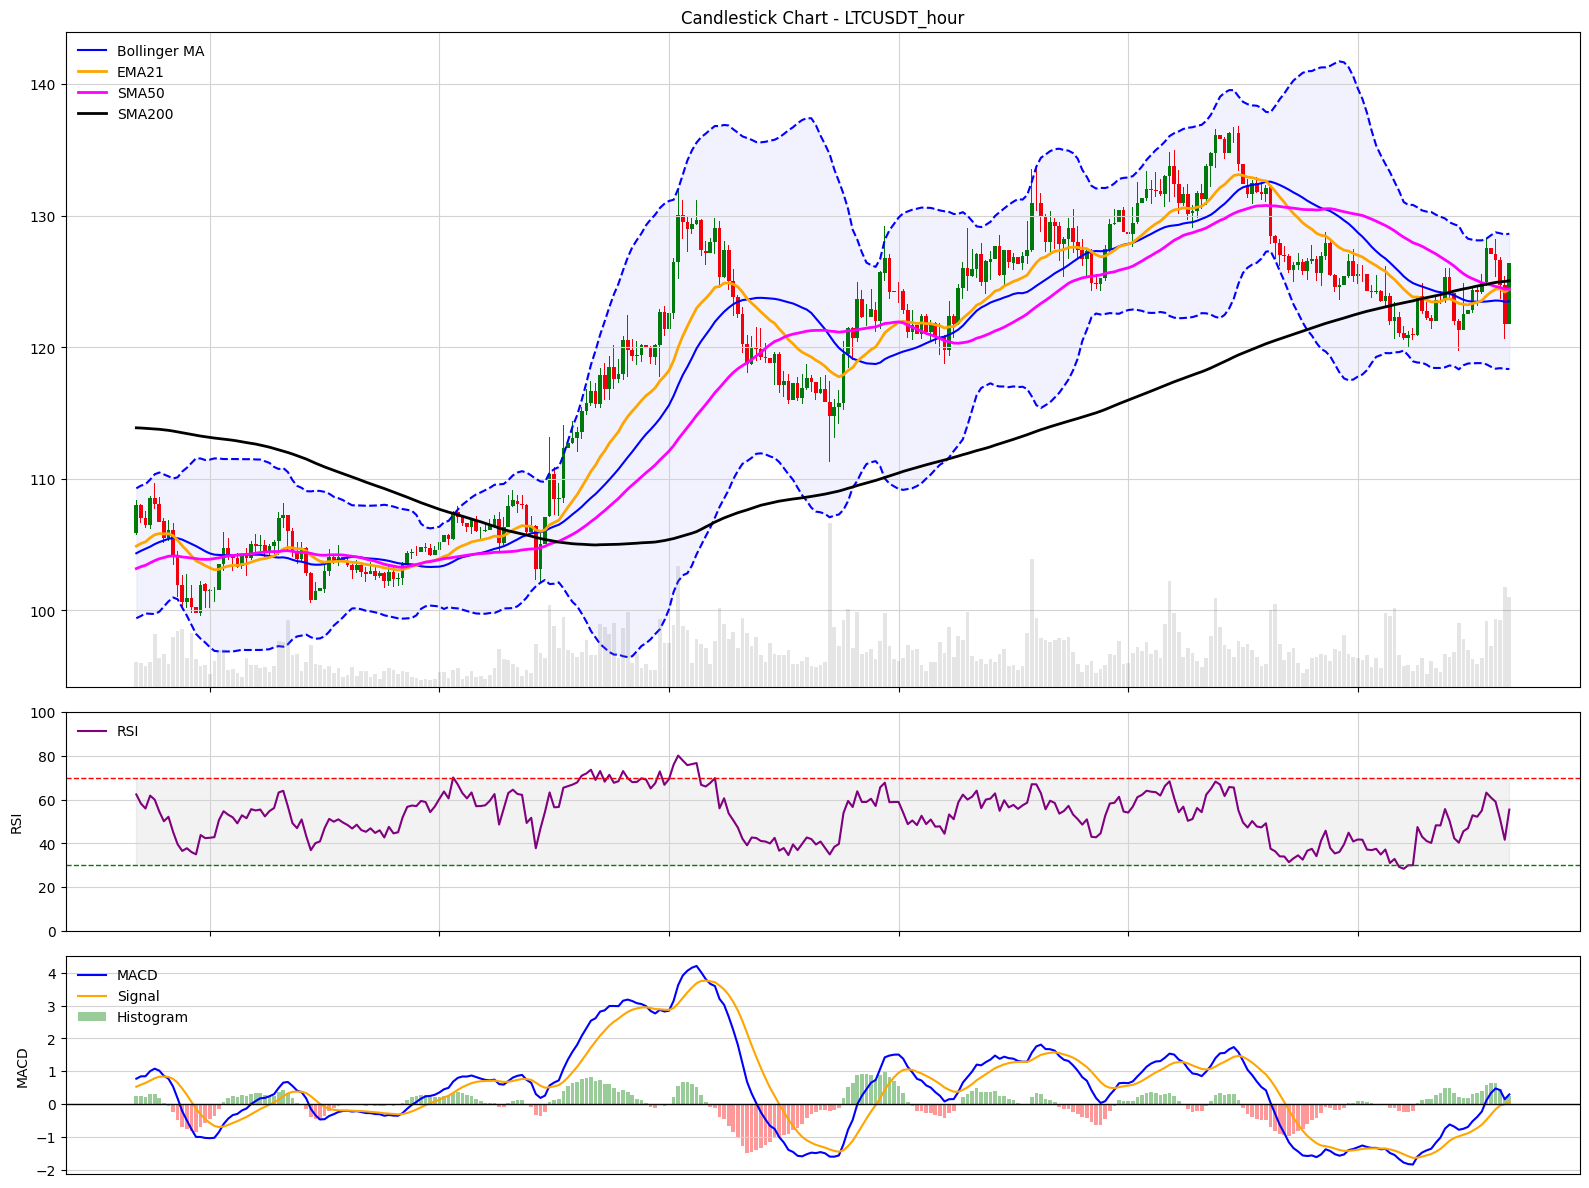 Candlestick Chart - LTCUSDT_hour
Bollinger MA
EMA21
SMA50
SMA200
140
130
120
110
100
RSI
100
80
60
40
20
0
RSI
MACD
Signal
Histogram
4
3
2
1
0
−1
−2
MACD